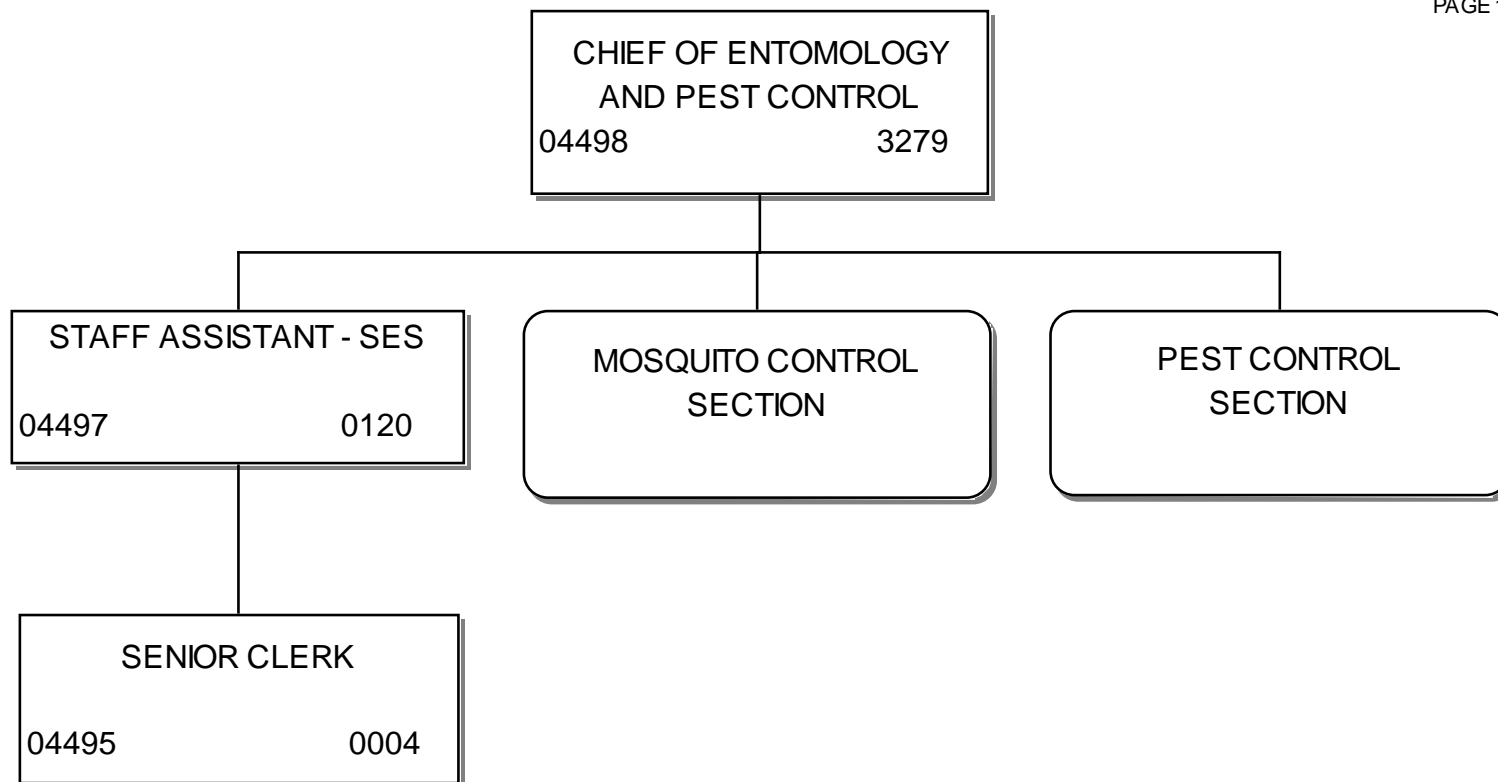 PAGE
CHIEF OF ENTOMOLOGY
AND PEST CONTROL
04498 3279
STAFF ASSISTANT - SES
04497 0120
MOSQUITO CONTROL
SECTION
PEST CONTROL
SECTION
SENIOR CLERK
04495 0004